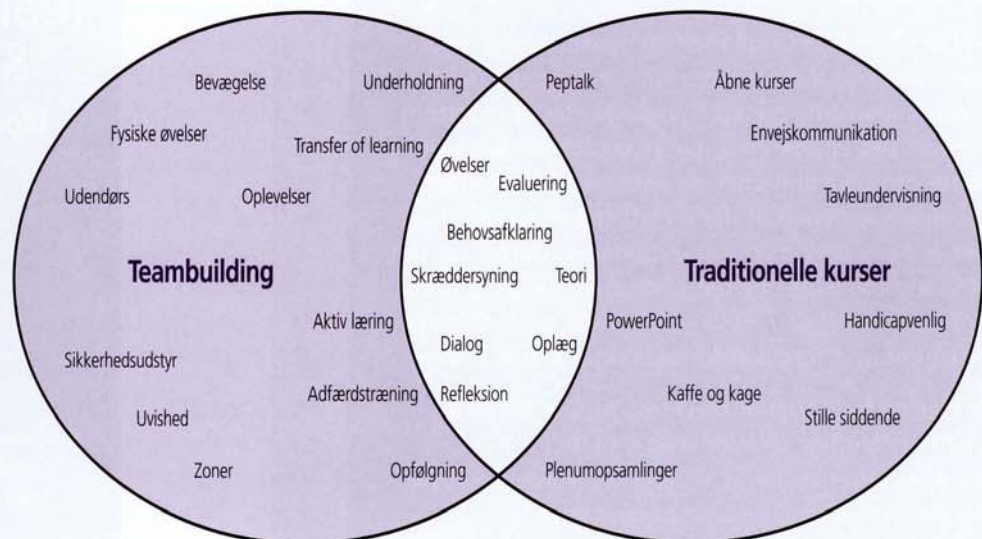 Bevægelse
Underholdning
Fysiske øvelser
Transfer of learning
Udendørs
Oplevelser
Teambuilding
Aktiv læring
Sikkerhedsudstyr
Adfærdstræning
Uvished
Zoner
Opfølgning
Øvelser
Evaluering
Behovsafklaring
Skræddersyning
Teori
Dialog
Oplæg
Refleksion
Peptalk
Åbne kurser
Envejskommunikation
Tavleundervisning
Traditionelle kurser
PowerPoint
Handicapvenlig
Kaffe og kage
Stille siddende
Plenumopsamlinger